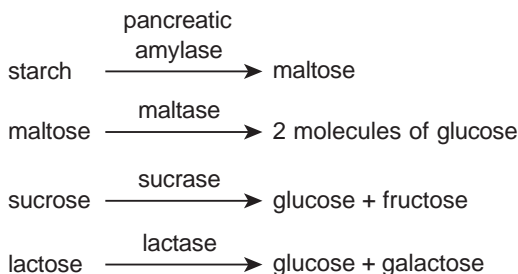 pancreatic
amylase
starch maltose
maltase
maltose 2 molecules of glucose
sucrase
sucrose glucose + fructose
lactase
lactose glucose + galactose